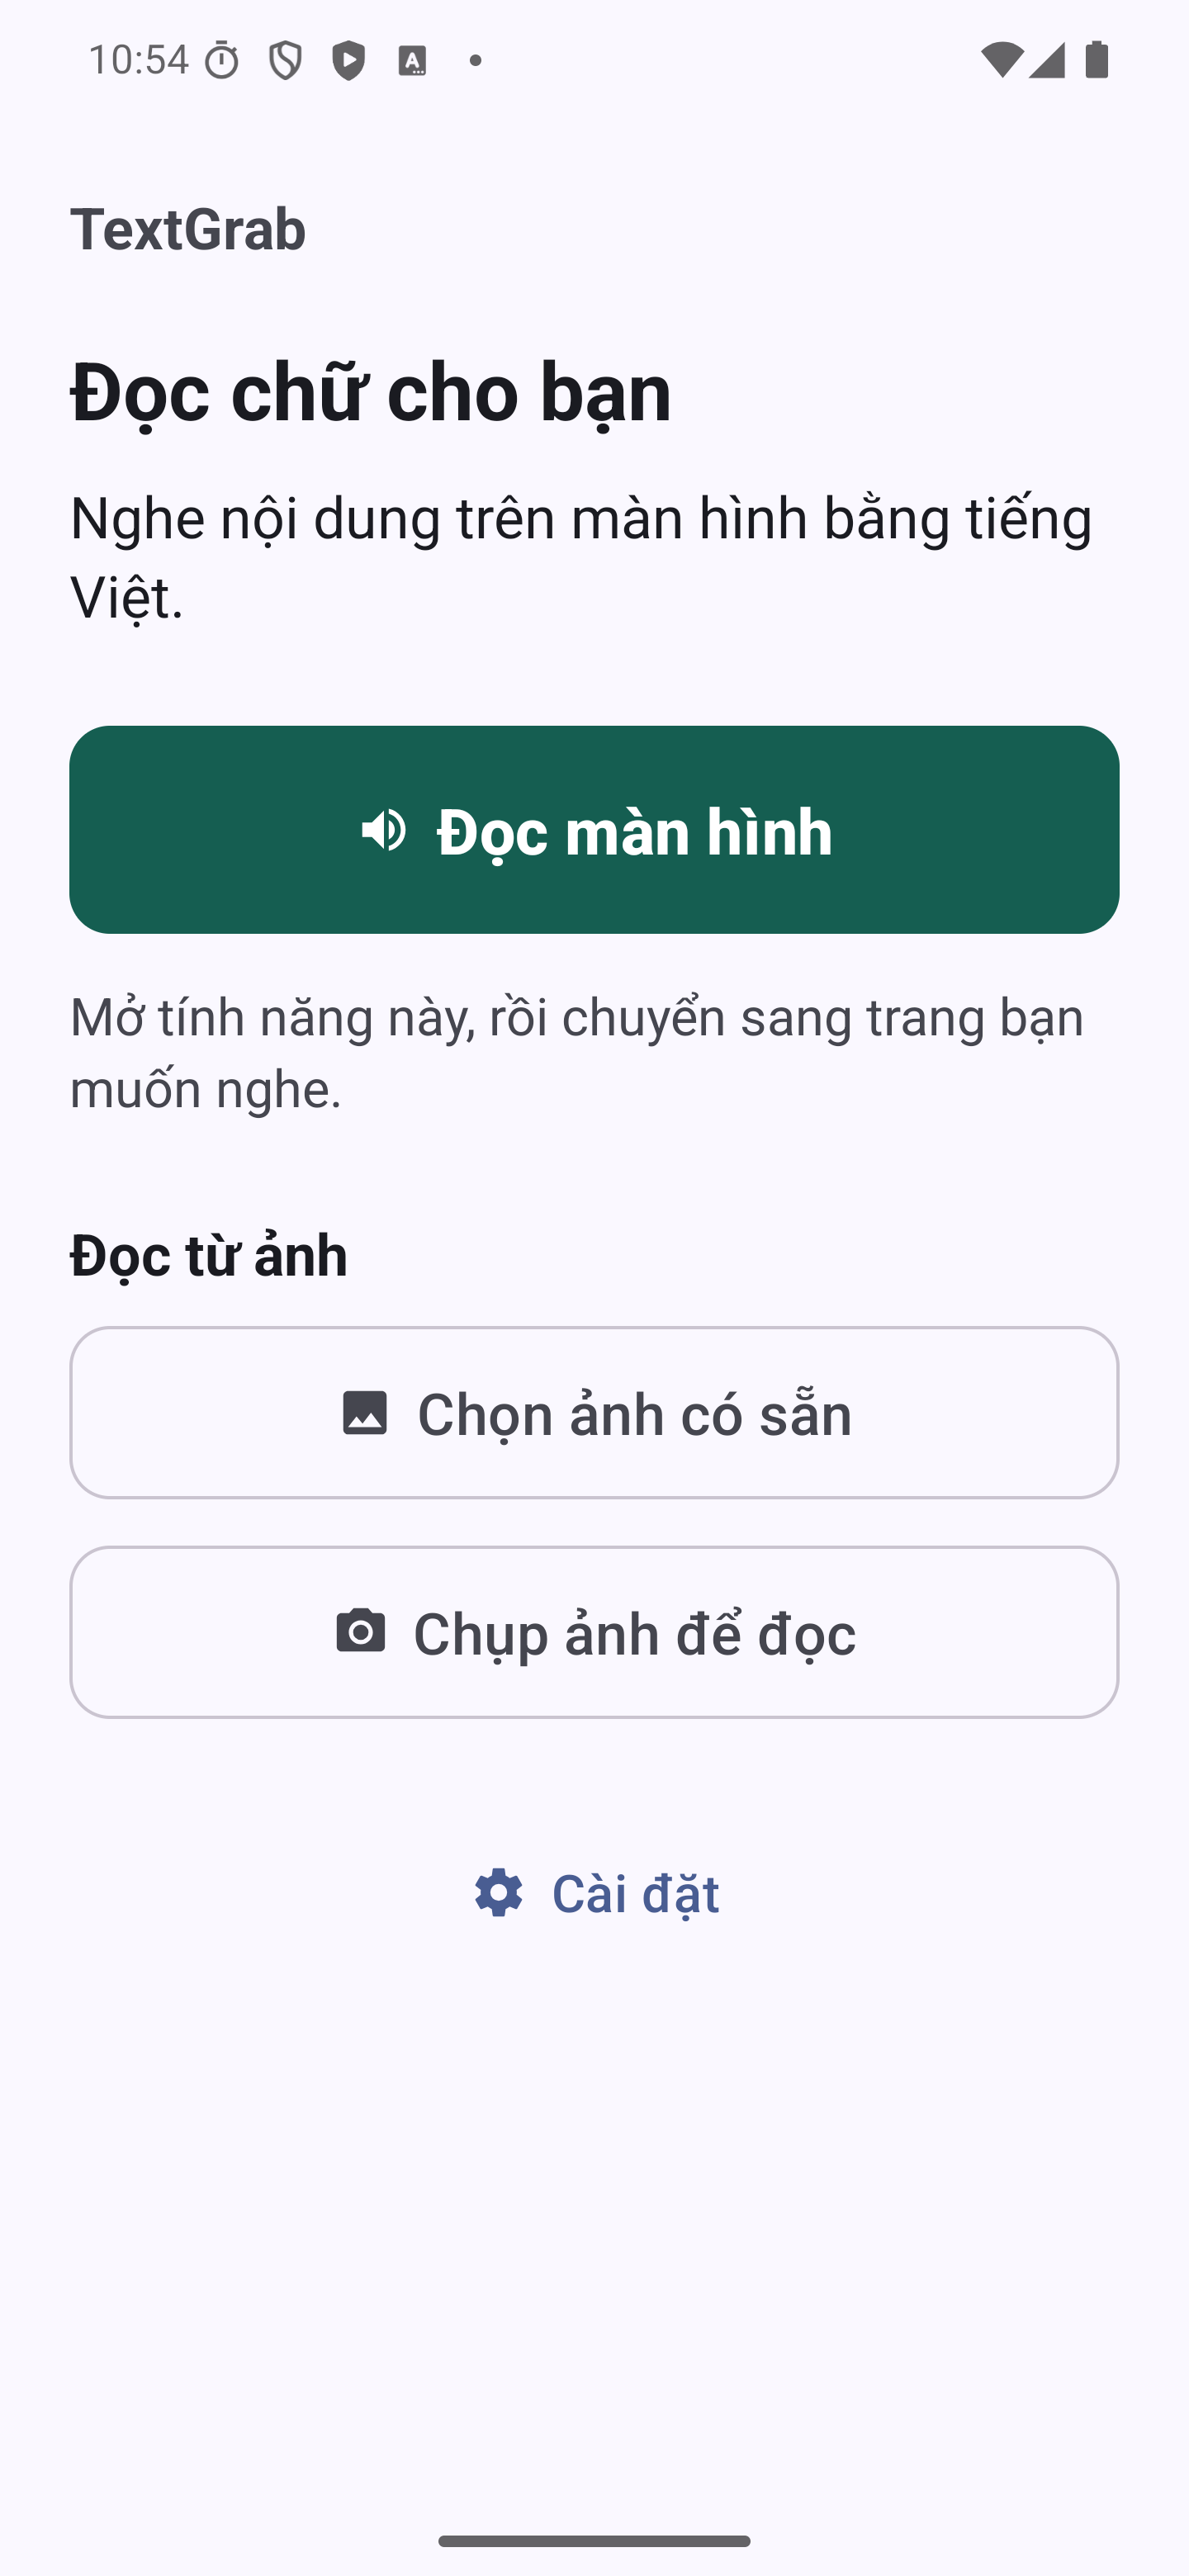 10:54
TextGrab
Đọc chữ cho bạn
Nghe nội dung trên màn hình bằng tiếng
Việt.
Đọc màn hình
Mở tính năng này, rồi chuyển sang trang bạn
muốn nghe.
Đọc từ ảnh
Chọn ảnh có sẵn
Chụp ảnh để đọc
Cài đặt